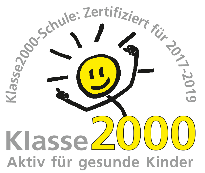 Klasse2000-Schule: Zertifiziert für 2017-2019
Klasse2000
Aktiv für gesunde Kinder